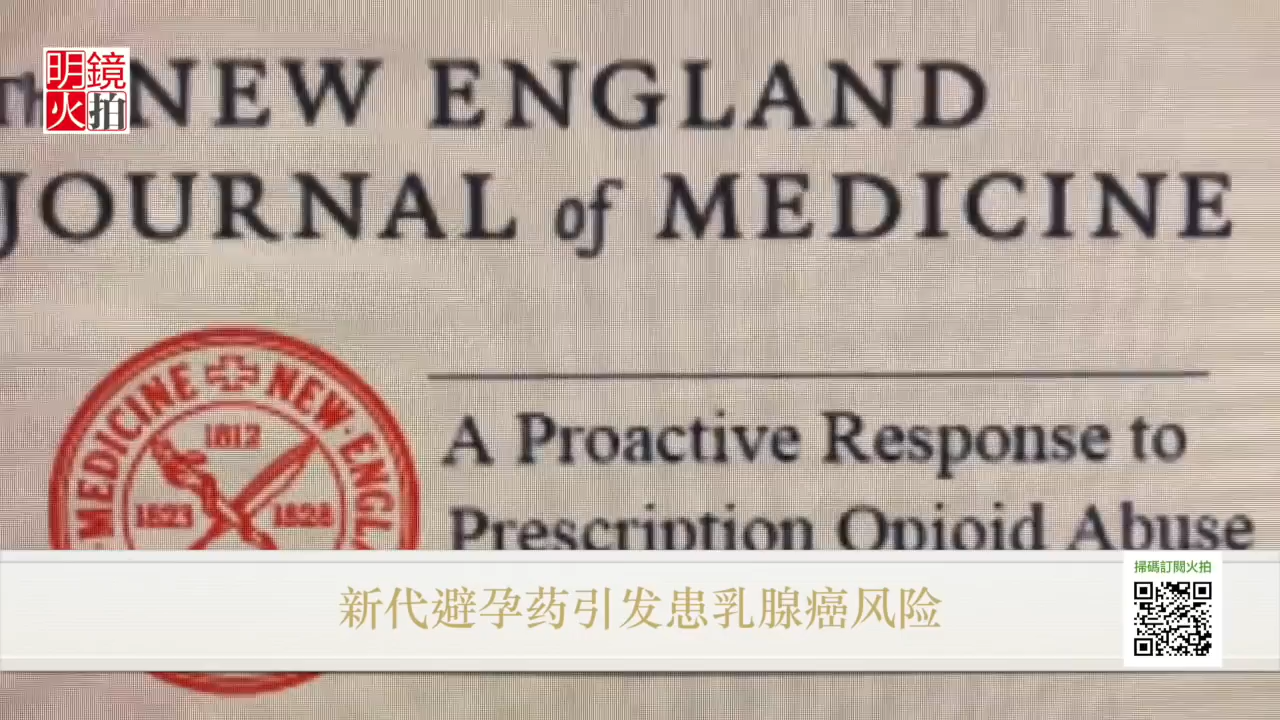 明鏡
火拍
The NEW ENGLAND
JOURNAL of MEDICINE
MEDICINE NEW ENGL
1812
1823 1828
A Proactive Response to
Prescription Opioid Abuse
掃碼訂閱火拍
新代避孕药引发患乳腺癌风险